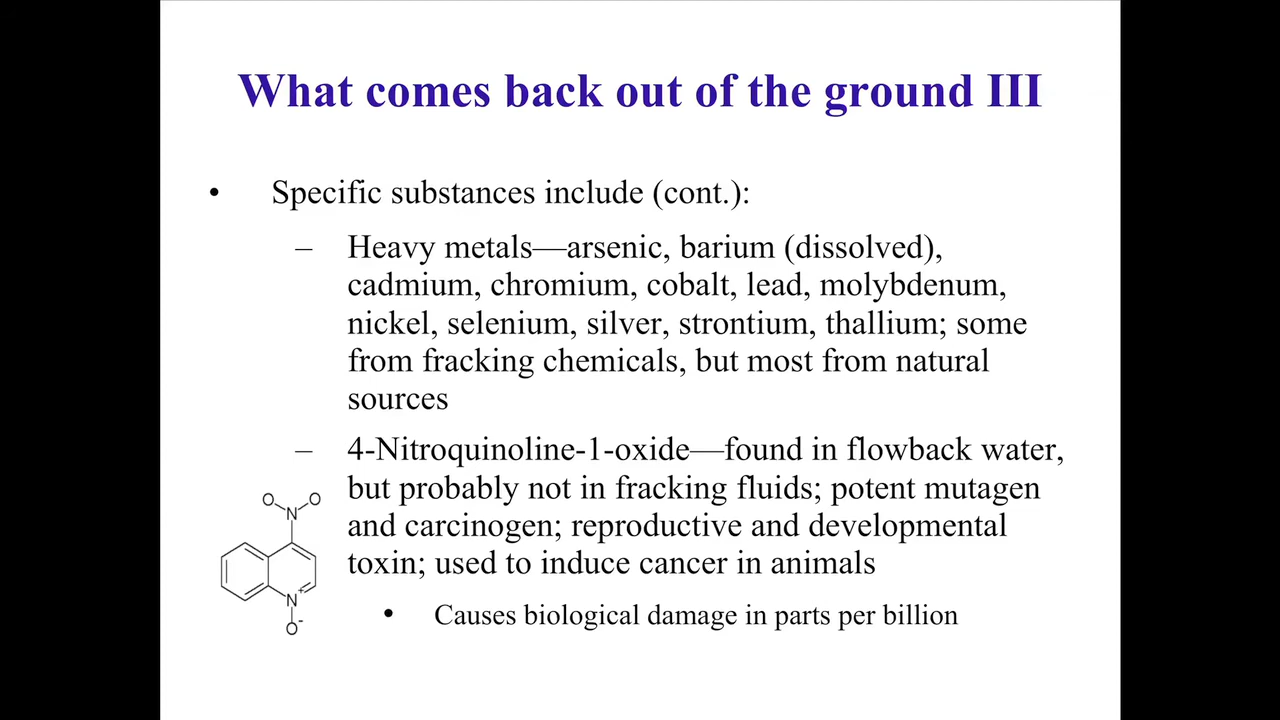 What comes back out of the ground III
• Specific substances include (cont.):
– Heavy metals—arsenic, barium (dissolved),
cadmium, chromium, cobalt, lead, molybdenum,
nickel, selenium, silver, strontium, thallium; some
from fracking chemicals, but most from natural
sources
– 4-Nitroquinoline-1-oxide—found in flowback water,
but probably not in fracking fluids; potent mutagen
and carcinogen; reproductive and developmental
toxin; used to induce cancer in animals
• Causes biological damage in parts per billion
O O
N
N+
O-